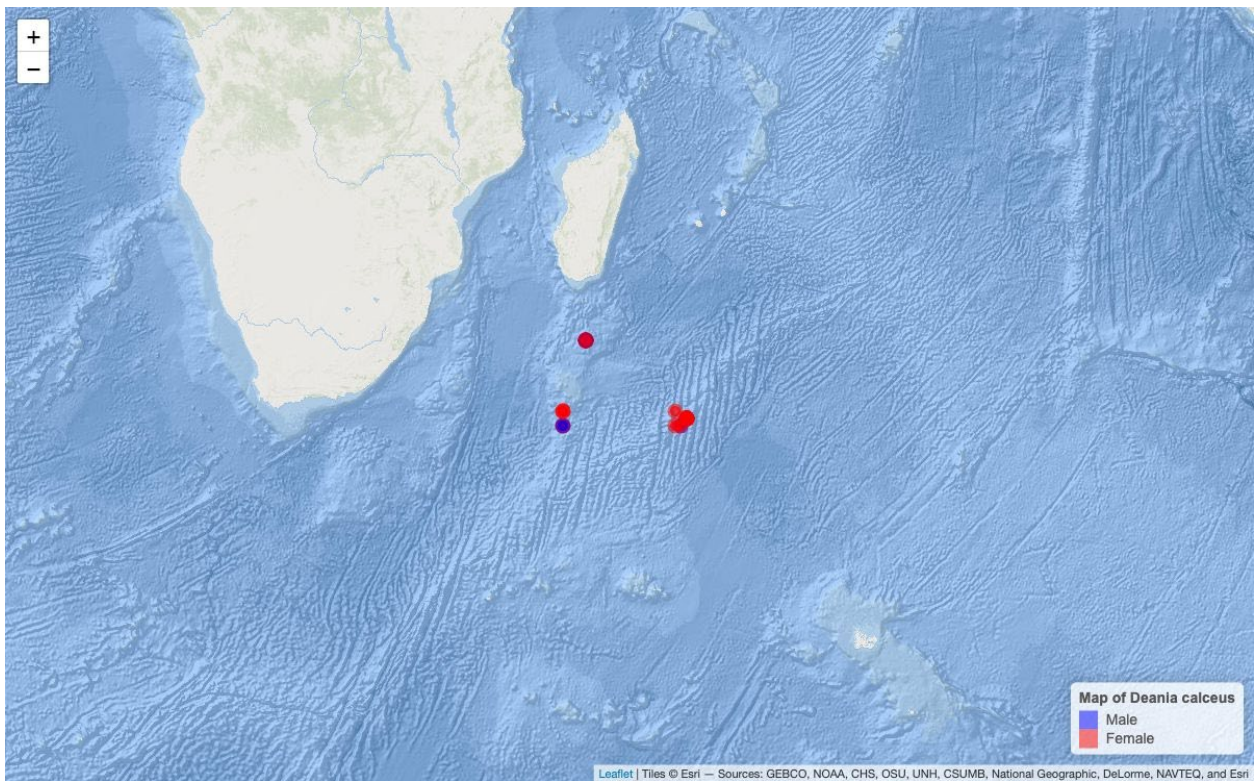 +
−
Map of Deania calceus
Male
Female
Leaflet | Tiles © Esri — Sources: GEBCO, NOAA, CHS, OSU, UNH, CSUMB, National Geographic, DeLorme, NAVTEQ, and Esri